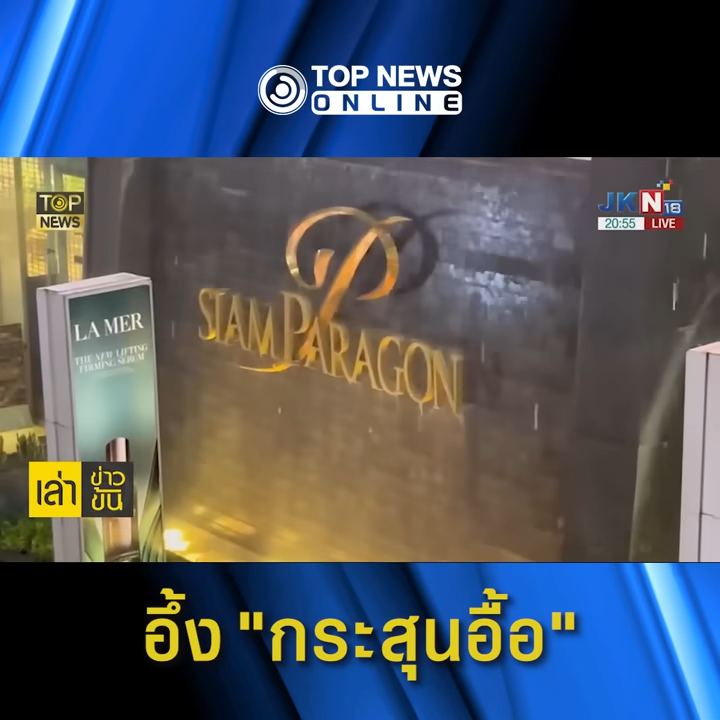 TOP NEWS
ONLINE
TOP
NEWS
JKN18
20:55 LIVE
SIAM PARAGON
LA MER
THE NEW LIFTING
FIRMING SERUM
เล่า
ข่าว
ข้น
อึ้ง "กระสุนอื้อ"